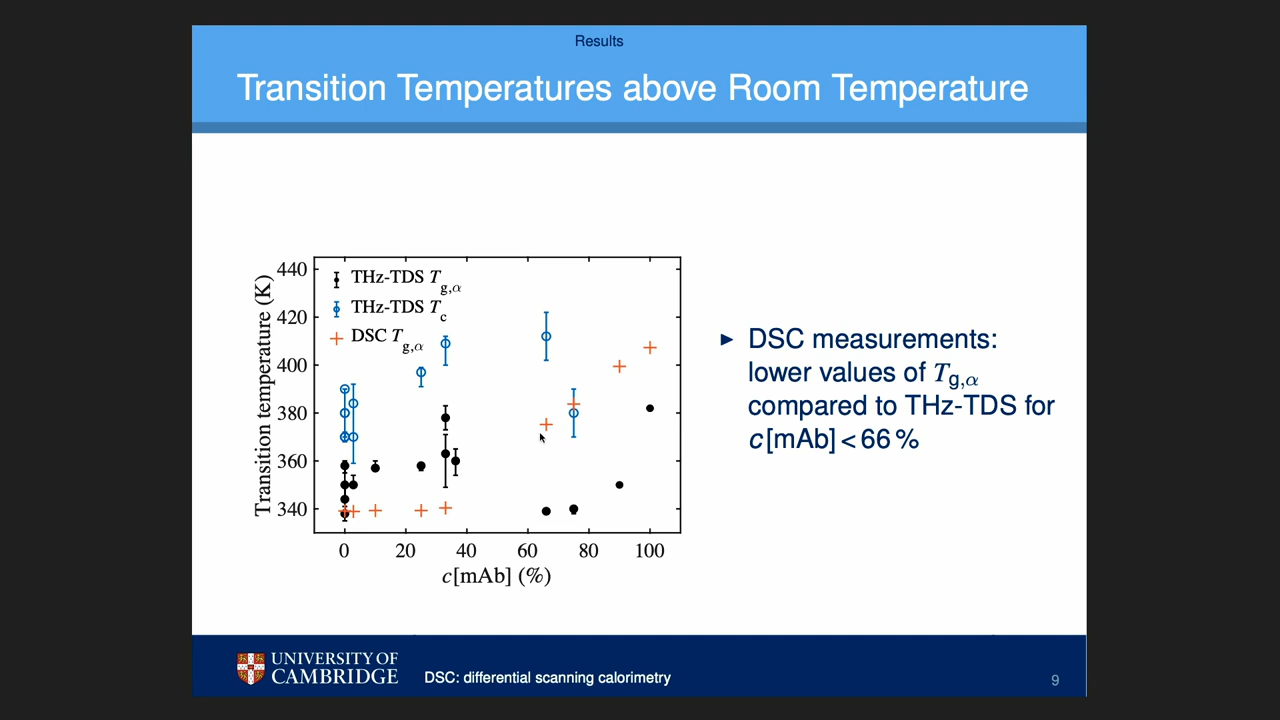 Results
Transition Temperatures above Room Temperature
440
420
400
380
360
340
Transition temperature (K)
THz-TDS Tg,α
THz-TDS Tc
DSC Tg,α
0 20 40 60 80 100
c[mAb] (%)
▶ DSC measurements:
lower values of Tg,α
compared to THz-TDS for
c[mAb] < 66 %
UNIVERSITY OF
CAMBRIDGE
DSC: differential scanning calorimetry
9